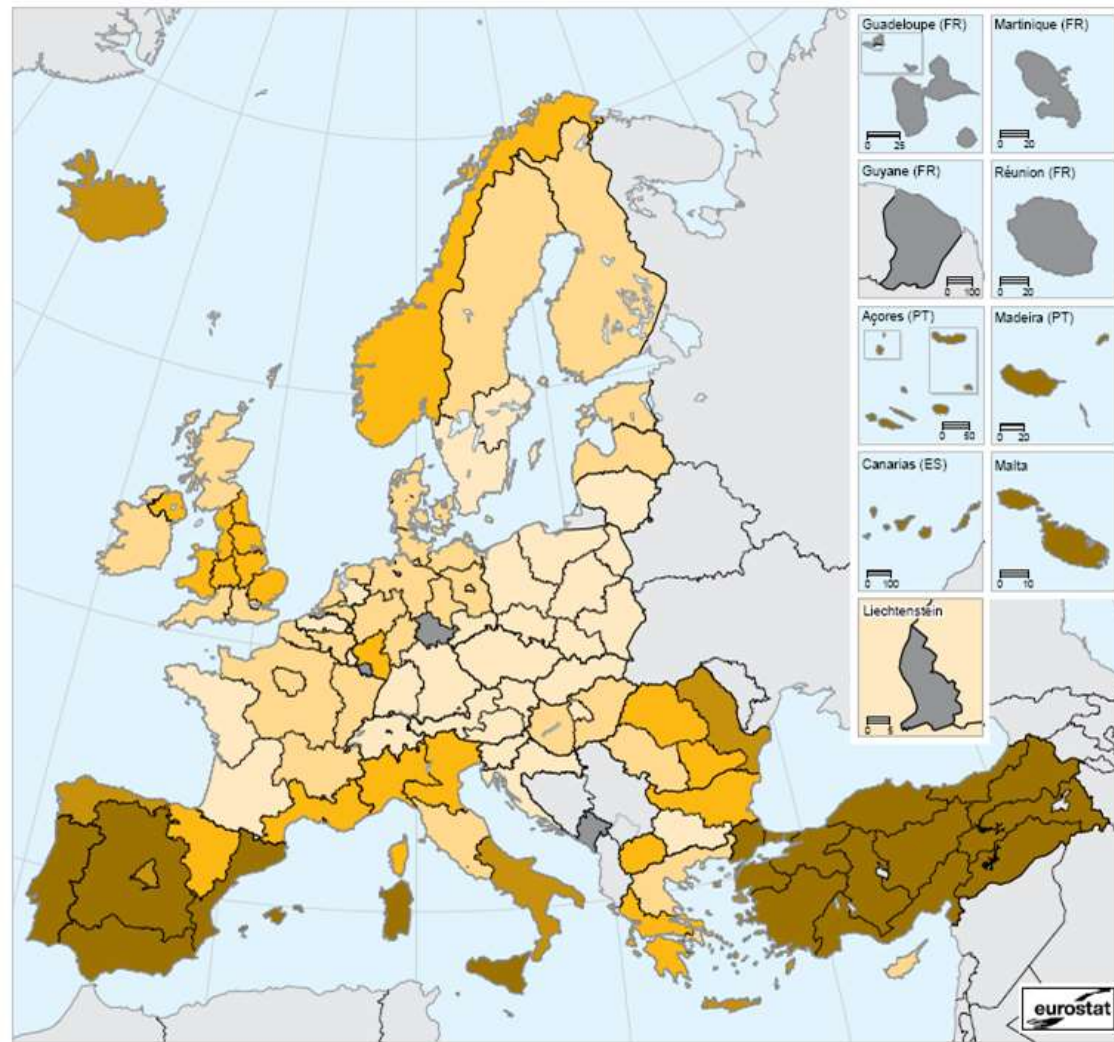 Guadeloupe (FR)
0 25
Martinique (FR)
0 20
Guyane (FR)
0 100
Réunion (FR)
0 20
Açores (PT)
0 50
Madeira (PT)
0 20
Canarias (ES)
0 100
Malta
0 10
Liechtenstein
0 5
eurostat